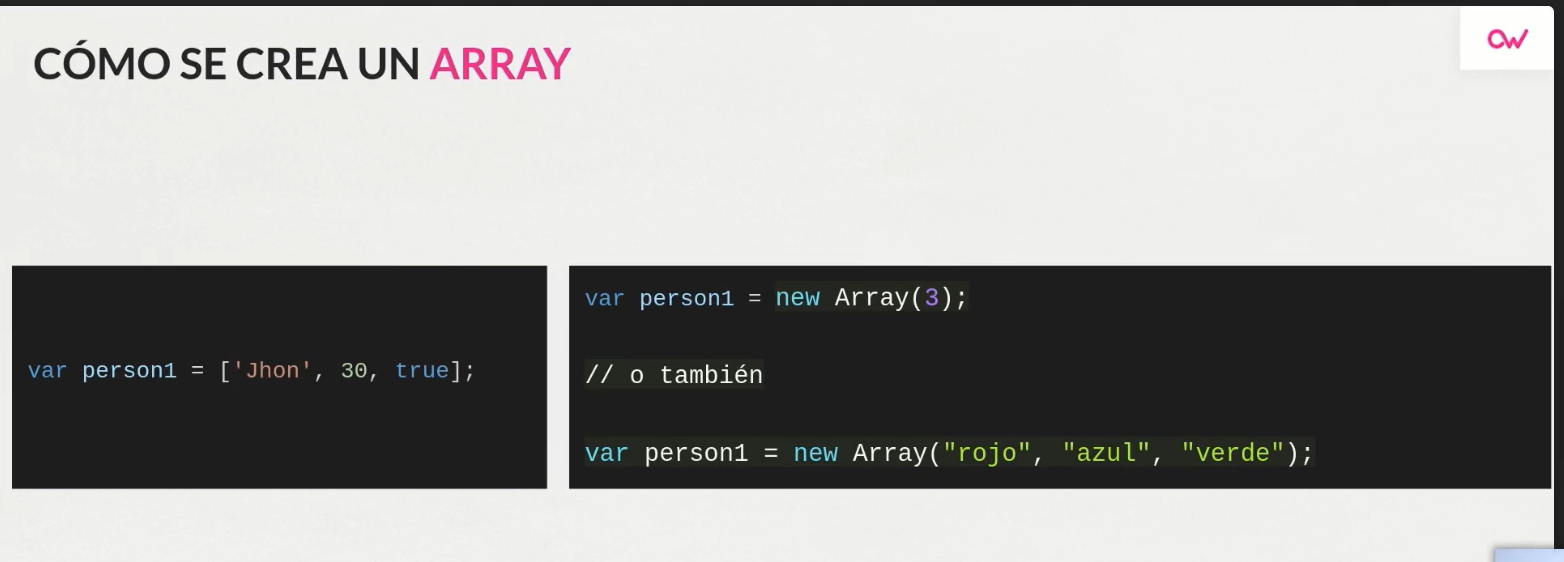 CÓMO SE CREA UN ARRAY
var person1 = ['Jhon', 30, true];
var person1 = new Array(3);
// o también
var person1 = new Array("rojo", "azul", "verde");